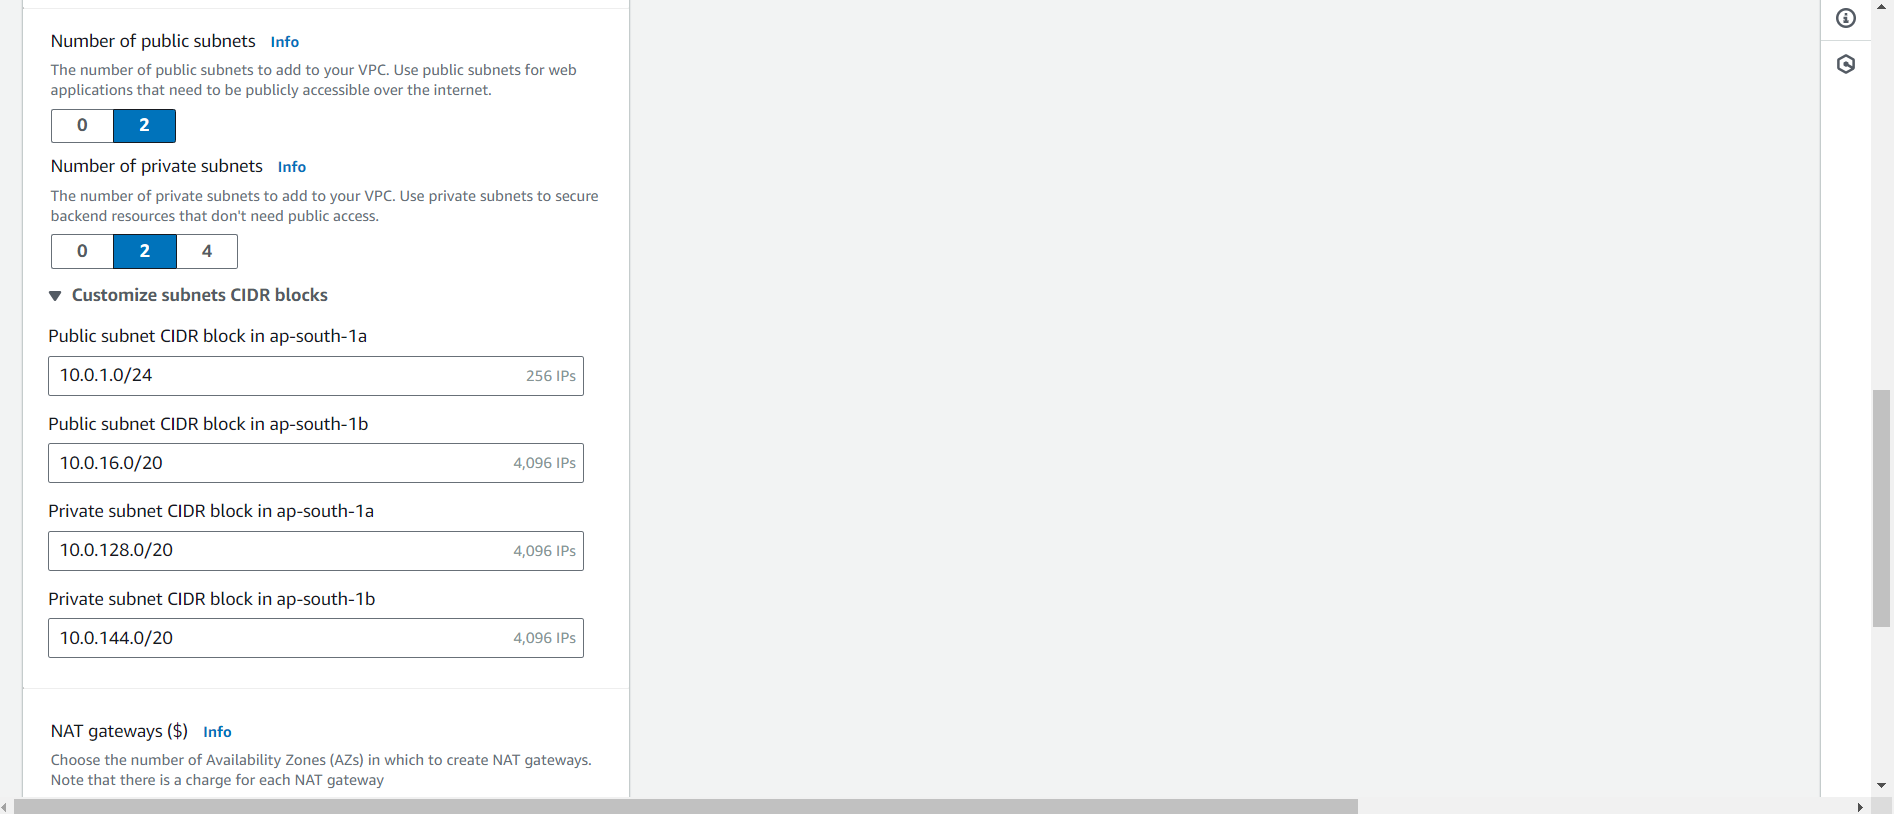 Number of public subnets Info
The number of public subnets to add to your VPC. Use public subnets for web
applications that need to be publicly accessible over the internet.
0 2
Number of private subnets Info
The number of private subnets to add to your VPC. Use private subnets to secure
backend resources that don't need public access.
0 2 4
Customize subnets CIDR blocks
Public subnet CIDR block in ap-south-1a
10.0.1.0/24 256 IPs
Public subnet CIDR block in ap-south-1b
10.0.16.0/20 4,096 IPs
Private subnet CIDR block in ap-south-1a
10.0.128.0/20 4,096 IPs
Private subnet CIDR block in ap-south-1b
10.0.144.0/20 4,096 IPs
NAT gateways ($) Info
Choose the number of Availability Zones (AZs) in which to create NAT gateways.
Note that there is a charge for each NAT gateway